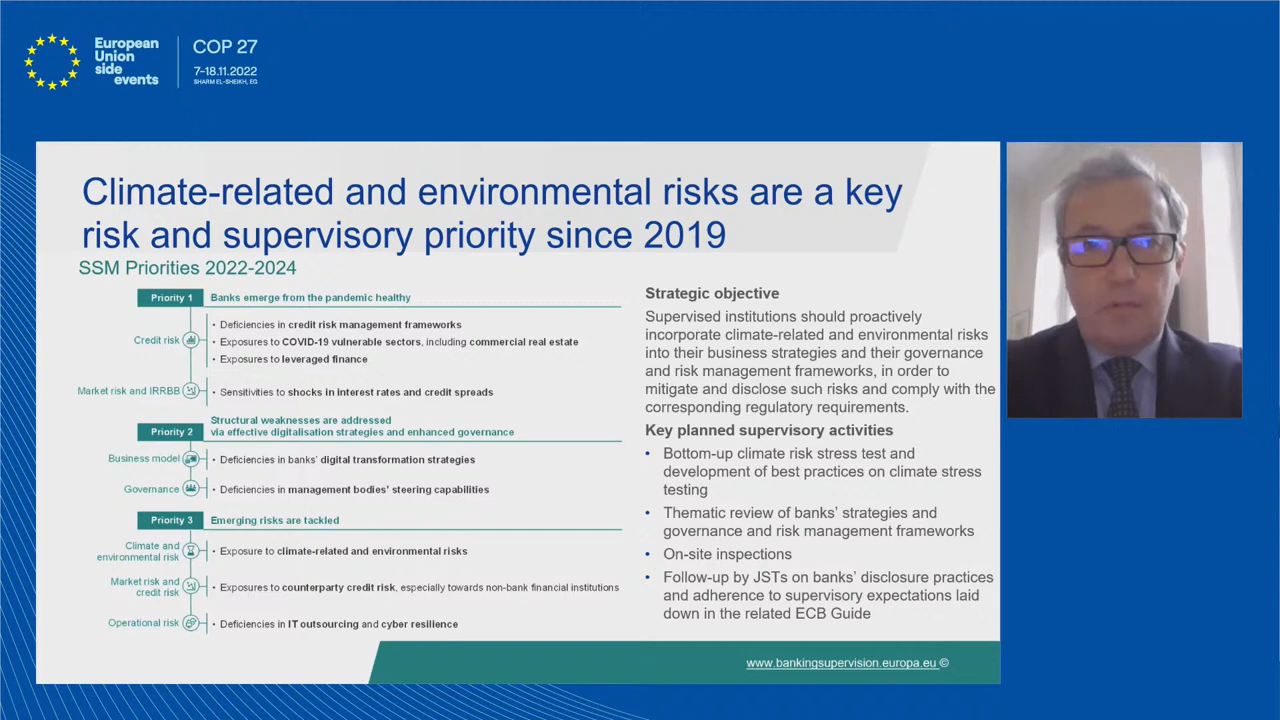 European
Union
side
events
COP 27
7-18.11.2022
SHARM EL-SHEIKH, EG
Climate-related and environmental risks are a key
risk and supervisory priority since 2019
SSM Priorities 2022-2024
Priority 1
Banks emerge from the pandemic healthy
Credit risk
• Deficiencies in credit risk management frameworks
• Exposures to COVID-19 vulnerable sectors, including commercial real estate
• Exposures to leveraged finance
Market risk and IRRBB
• Sensitivities to shocks in interest rates and credit spreads
Priority 2
Structural weaknesses are addressed
via effective digitalisation strategies and enhanced governance
Business model
• Deficiencies in banks' digital transformation strategies
Governance
• Deficiencies in management bodies' steering capabilities
Priority 3
Emerging risks are tackled
Climate and
environmental risk
• Exposure to climate-related and environmental risks
Market risk and
credit risk
• Exposures to counterparty credit risk, especially towards non-bank financial institutions
Operational risk
• Deficiencies in IT outsourcing and cyber resilience
Strategic objective
Supervised institutions should proactively
incorporate climate-related and environmental risks
into their business strategies and their governance
and risk management frameworks, in order to
mitigate and disclose such risks and comply with the
corresponding regulatory requirements.
Key planned supervisory activities
• Bottom-up climate risk stress test and
development of best practices on climate stress
testing
• Thematic review of banks' strategies and
governance and risk management frameworks
• On-site inspections
• Follow-up by JSTs on banks' disclosure practices
and adherence to supervisory expectations laid
down in the related ECB Guide
www.bankingsupervision.europa.eu ©